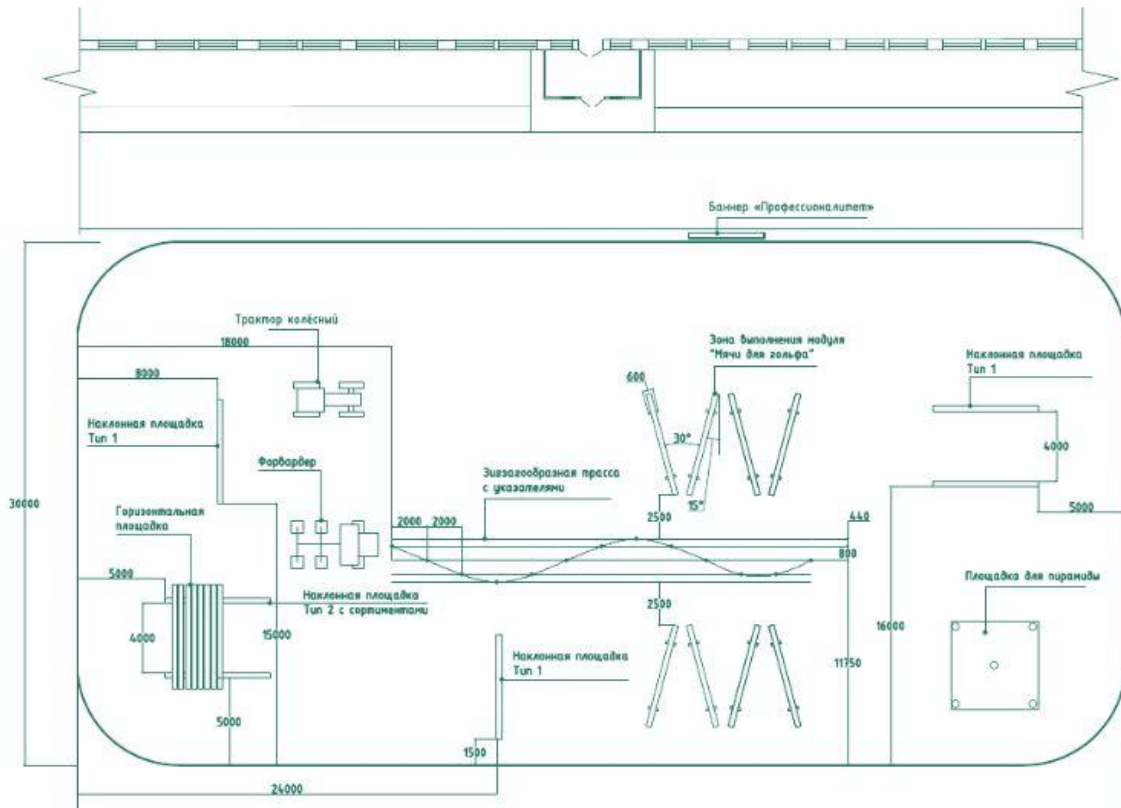 Баннер «Профессионалитет»
Трактор колёсный
18000
Зона выполнения модуля
"Мячи для гольфа"
Наклонная площадка
Тип 1
8000
600
Наклонная площадка
Тип 1
30°
4000
Форвардер
Зигзагообразная трасса
с указателями
15°
30000
Горизонтальная
площадка
2000
2000
2500
440
5000
800
5000
Площадка для пирамиды
Наклонная площадка
Тип 2 с сортиментами
2500
4000
15000
16000
Наклонная площадка
Тип 1
11750
5000
1500
24000